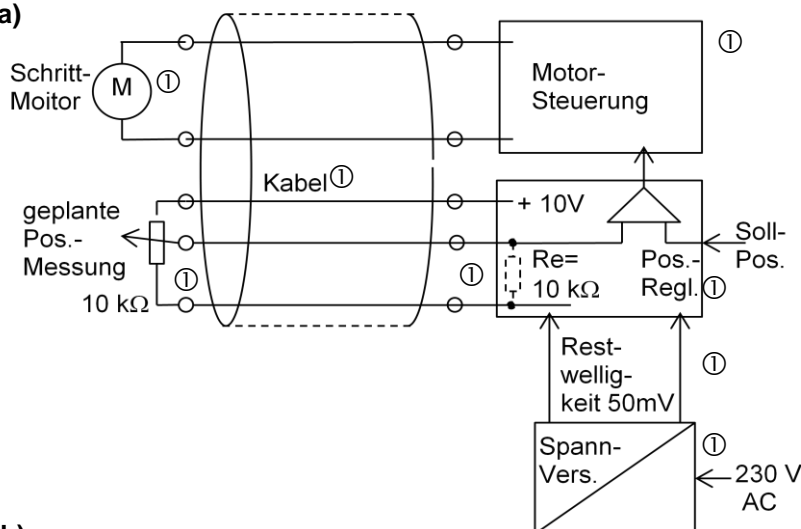 a)
Schritt-
Moitor
M
①
Motor-
Steuerung
①
Kabel①
geplante
Pos.-
Messung
10 kΩ
①
①
+ 10V
Re=
10 kΩ
Pos.-
Regl.①
Soll-
Pos.
Rest-
wellig-
keit 50mV
①
Spann-
Vers.
①
230 V
AC